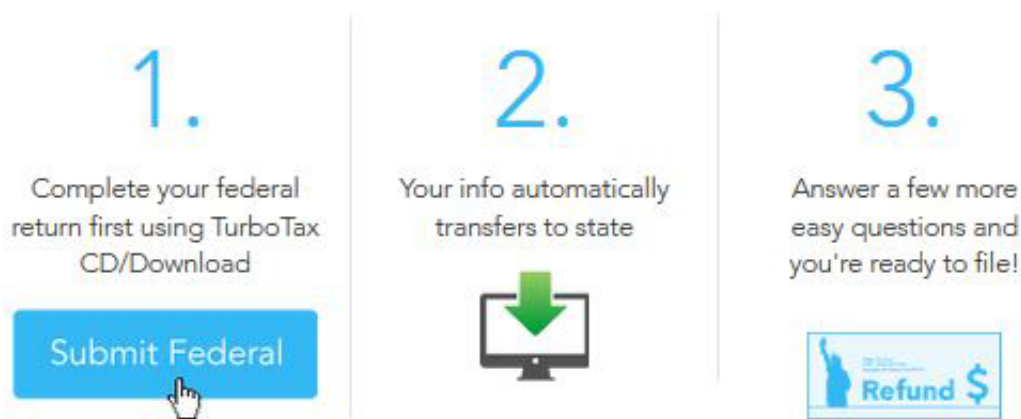 1.
Complete your federal
return first using TurboTax
CD/Download
Submit Federal
2.
Your info automatically
transfers to state
3.
Answer a few more
easy questions and
you're ready to file!
Refund $